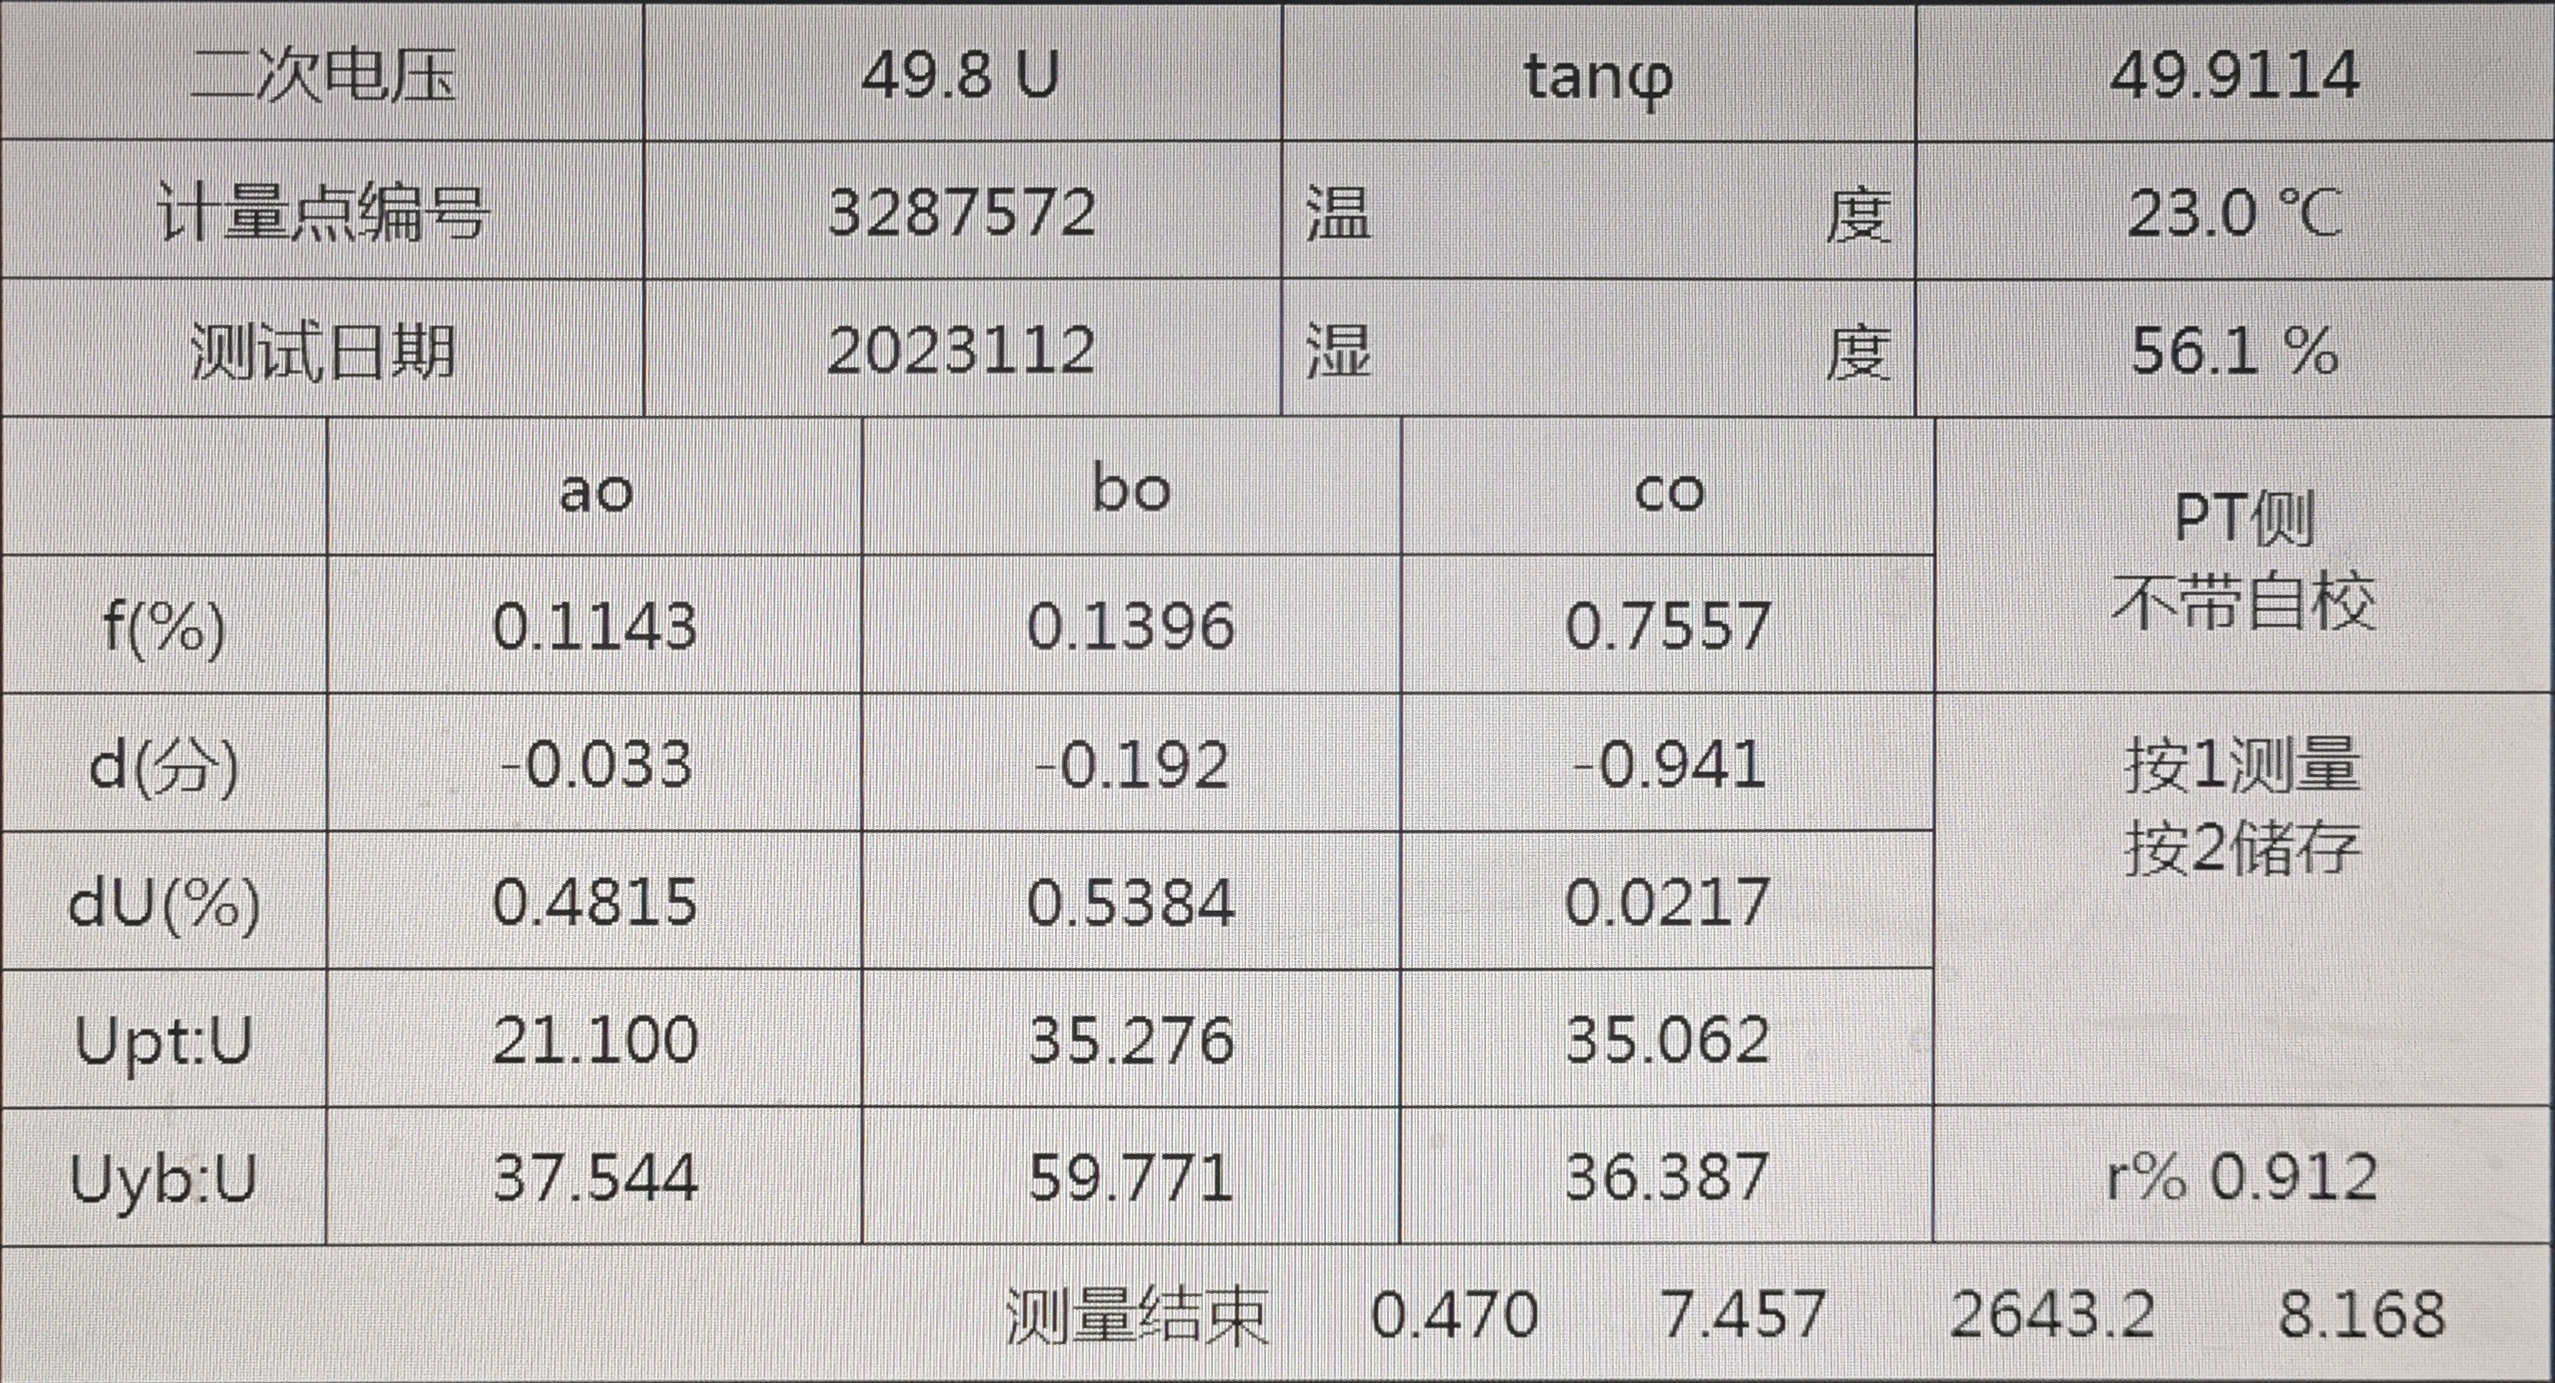 二次电压 49.8 U tanφ 49.9114
计量点编号 3287572 温 度 23.0 ℃
测试日期 2023112 湿 度 56.1 %
ao bo co PT侧
不带自校
f(%) 0.1143 0.1396 0.7557
d(分) -0.033 -0.192 -0.941 按1测量
按2储存
dU(%) 0.4815 0.5384 0.0217
Upt:U 21.100 35.276 35.062
Uyb:U 37.544 59.771 36.387 r% 0.912
测量结束 0.470 7.457 2643.2 8.168